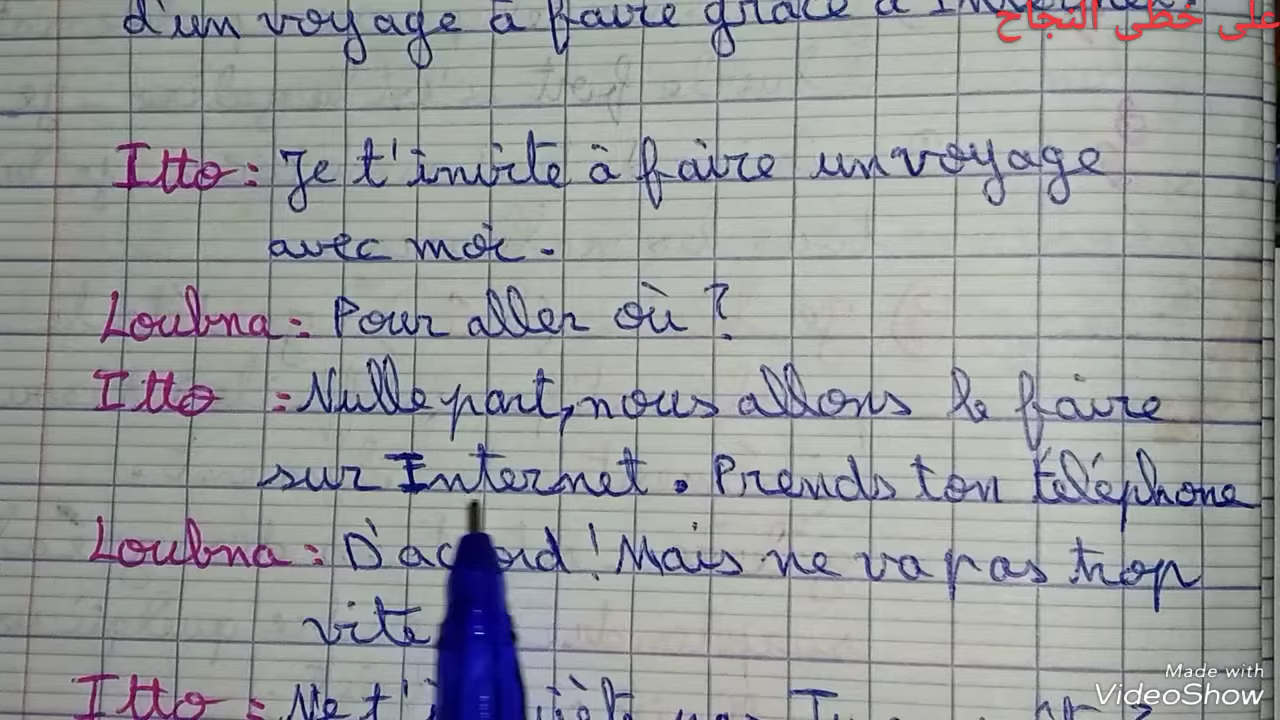 d'un voyage à faire grâce à Internet.
على خطى النجاح
Itto: Je t'invite à faire un voyage
avec moi.
Loubna: Pour aller où?
Itto : Nulle part, nous allons le faire
sur Internet. Prends ton téléphone
Loubna: D'accord! Mais ne va pas trop
vite
Itto: Ne t'
Made with
VideoShow